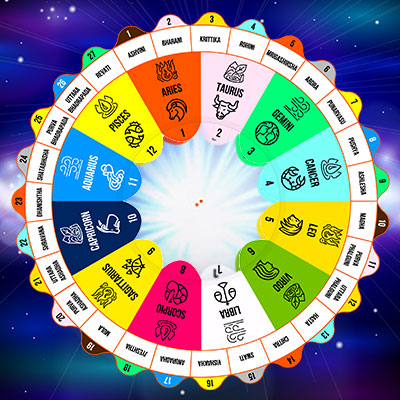 1
ASHVINI
2
BHARANI
3
KRITTIKA
4
ROHINI
5
MRIGASHIRSHA
6
ARDRA
7
PUNARVASU
8
PUSHYA
9
ASHLESHA
10
MAGHA
11
PURVA
PHALGUNI
12
UTTARA
PHALGUNI
13
HASTA
14
CHITRA
15
SWATI
16
VISHAKHA
17
ANURADHA
18
JYESHTHA
19
MULA
20
PURVA
ASHADHA
21
UTTARA
ASHADHA
22
SHRAVANA
23
DHANISHTHA
24
SHATABHISHA
25
PURVA
BHADRAPADA
26
UTTARA
BHADRAPADA
27
REVATI
ARIES
1
TAURUS
2
GEMINI
3
CANCER
4
LEO
5
VIRGO
6
LIBRA
7
SCORPIO
8
SAGITTARIUS
9
CAPRICORN
10
AQUARIUS
11
PISCES
12